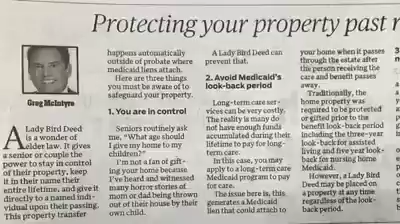 Protecting your property past r
Greg McIntyre
A Lady Bird Deed
is a wonder of
elder law. It gives
a senior or couple the
power to stay in control
of their property, keep
it in their name their
entire lifetime, and give it
directly to a named indi-
vidual upon their passing.
This property transfer
happens automatically
outside of probate where
medicaid liens attach.
Here are three things
you must be aware of to
safeguard your property.
1. You are in control
Seniors routinely ask
me, "What age should
I give my home to my
children?"
I'm not a fan of gift-
ing your home because
I've heard and witnessed
many horror stories of
mom or dad being thrown
out of their house by their
own child.
A Lady Bird Deed can
prevent that.
2. Avoid Medicaid's
look-back period
Long-term care ser-
vices can be very costly.
The reality is many do
not have enough funds
accumulated during their
lifetime to pay for long-
term care.
In this case, you may
apply to a long-term care
Medicaid program to pay
for care.
The issue here is, this
generates a Medicaid
lien that could attach to
your home when it passes
through the estate after
the person receiving the
care and benefit passes
away.
Traditionally, the
home property was
required to be protected
or gifted prior to the
benefit look-back period
including the three-year
look-back for assisted
living and five year look-
back for nursing home
Medicaid.
However, a Lady Bird
Deed may be placed on
a property at any time
regardless of the look-
back period.
3
m